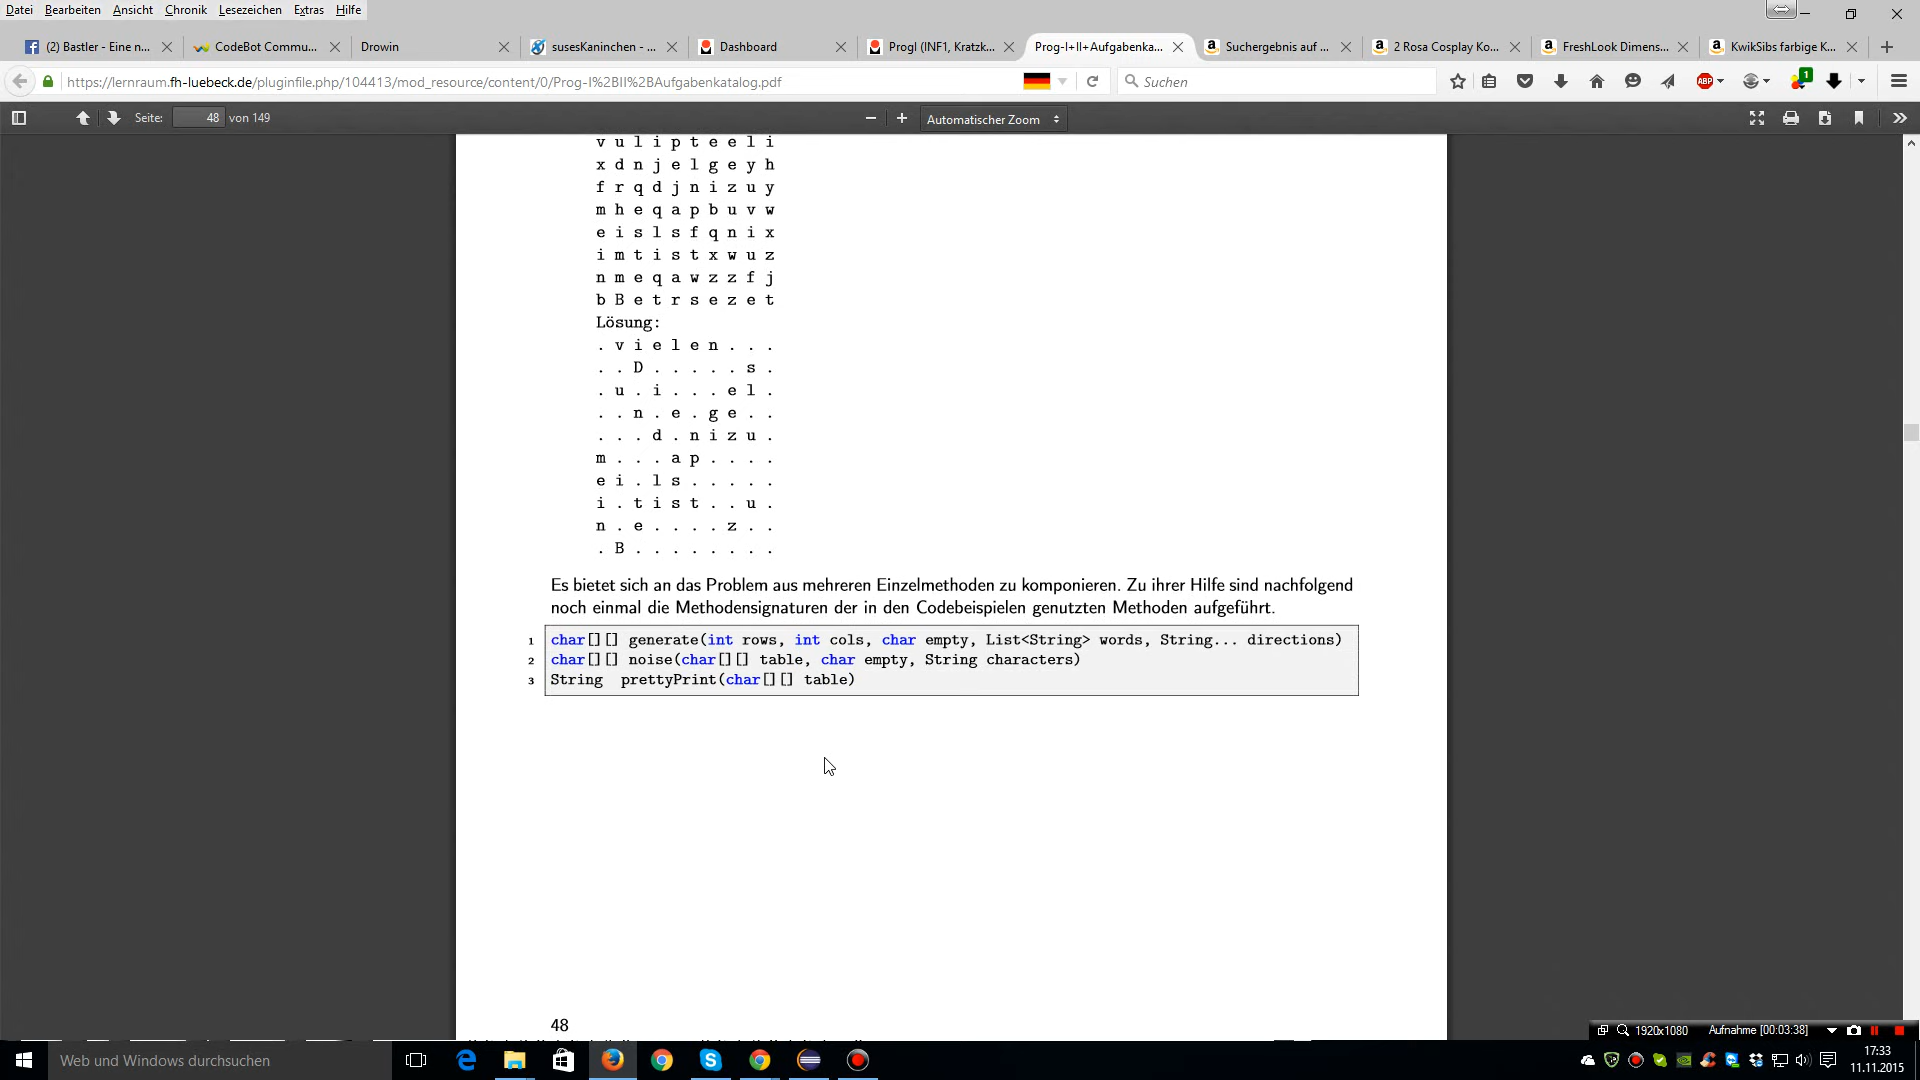 Datei Bearbeiten Ansicht Chronik Lesezeichen Extras Hilfe
(2) Bastler - Eine n... CodeBot Commu... Drowin susesKaninchen - ... Dashboard ProgI (INF1, Kratzk... Prog-I+II+Aufgabenka... Suchergebnis auf ... 2 Rosa Cosplay Ko... FreshLook Dimens... KwikSibs farbige K...
https://lernraum.fh-luebeck.de/pluginfile.php/104413/mod_resource/content/0/Prog-I%2BII%2BAufgabenkatalog.pdf Suchen ABP 1
Seite: 48 von 149 Automatischer Zoom
v u l i p t e e l i
x d n j e l g e y h
f r q d j n i z u y
m h e q a p b u v w
e i s l s f q n i x
i m t i s t x w u z
n m e q a w z z f j
b B e t r s e z e t
Lösung:
. v i e l e n . . .
. . D . . . . . s .
. u . i . . . e l .
. . n . e . g e . .
. . . d . n i z u .
m . . . a p . . . .
e i . l s . . . . .
i . t i s t . . u .
n . e . . . . z . .
. B . . . . . . . .
Es bietet sich an das Problem aus mehreren Einzelmethoden zu komponieren. Zu ihrer Hilfe sind nachfolgend
noch einmal die Methodensignaturen der in den Codebeispielen genutzten Methoden aufgeführt.
1 char[][] generate(int rows, int cols, char empty, List<String> words, String... directions)
2 char[][] noise(char[][] table, char empty, String characters)
3 String prettyPrint(char[][] table)
48
1920x1080 Aufnahme [00:03:38]
Web und Windows durchsuchen
17:33
11.11.2015